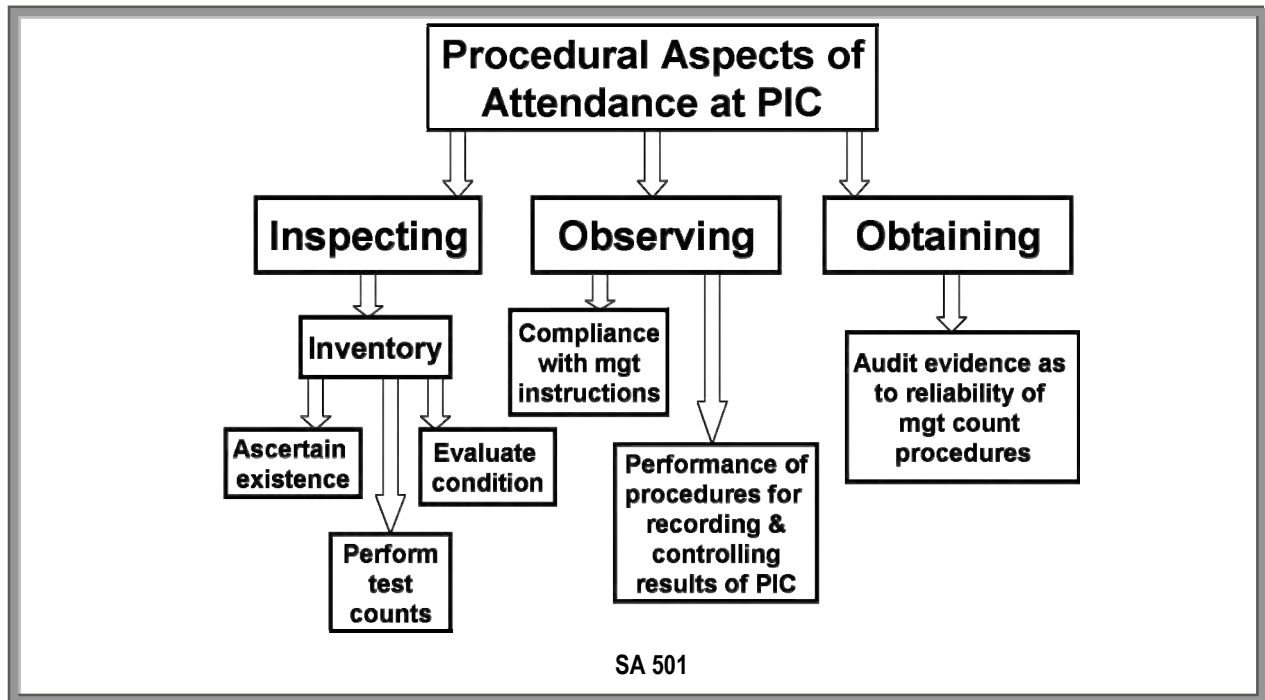 Procedural Aspects of
Attendance at PIC
Inspecting
Observing
Obtaining
Inventory
Ascertain
existence
Perform
test
counts
Evaluate
condition
Compliance
with mgt
instructions
Performance of
procedures for
recording &
controlling
results of PIC
Audit evidence as
to reliability of
mgt count
procedures
SA 501